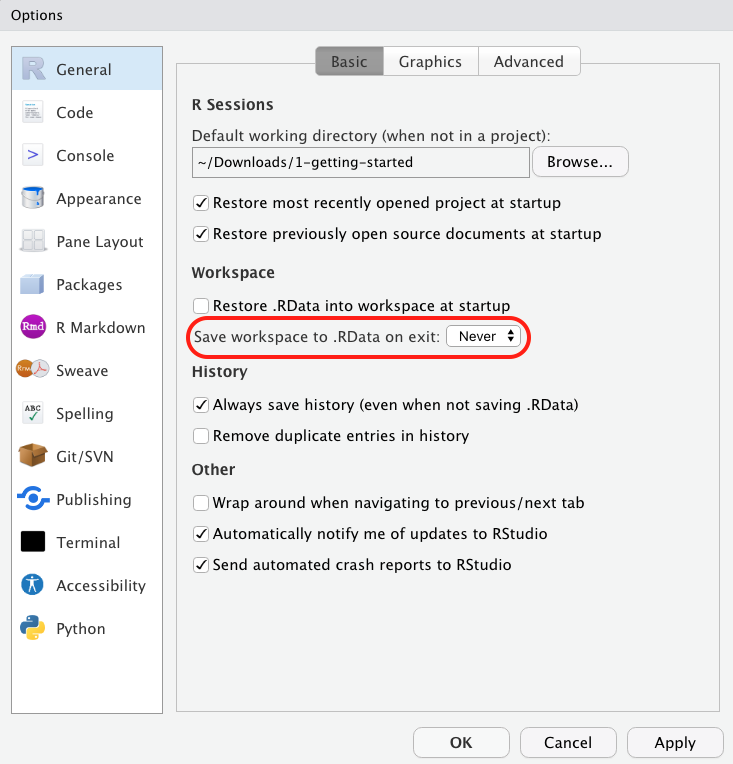 Options
General
Code
Console
Appearance
Pane Layout
Packages
R Markdown
Sweave
Spelling
Git/SVN
Publishing
Terminal
Accessibility
Python
Basic
Graphics
Advanced
R Sessions
Default working directory (when not in a project):
~/Downloads/1-getting-started
Browse...
Restore most recently opened project at startup
Restore previously open source documents at startup
Workspace
Restore .RData into workspace at startup
Save workspace to .RData on exit: Never
History
Always save history (even when not saving .RData)
Remove duplicate entries in history
Other
Wrap around when navigating to previous/next tab
Automatically notify me of updates to RStudio
Send automated crash reports to RStudio
OK
Cancel
Apply